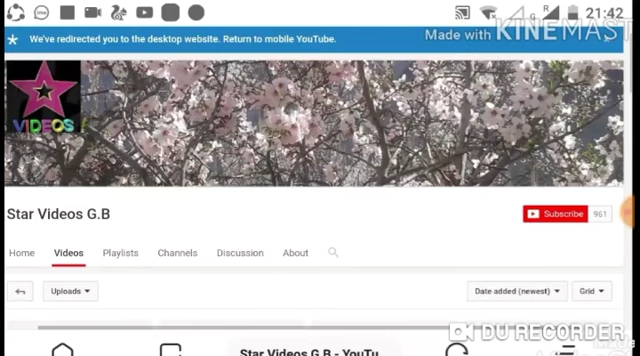 21:42
We've redirected you to the desktop website. Return to mobile YouTube.
Made with KINEMAST
VIDEOS
Star Videos G.B
Subscribe 961
Home Videos Playlists Channels Discussion About
Uploads
Date added (newest) Grid
DU RECORDER
Star Videos G.B - YouTu